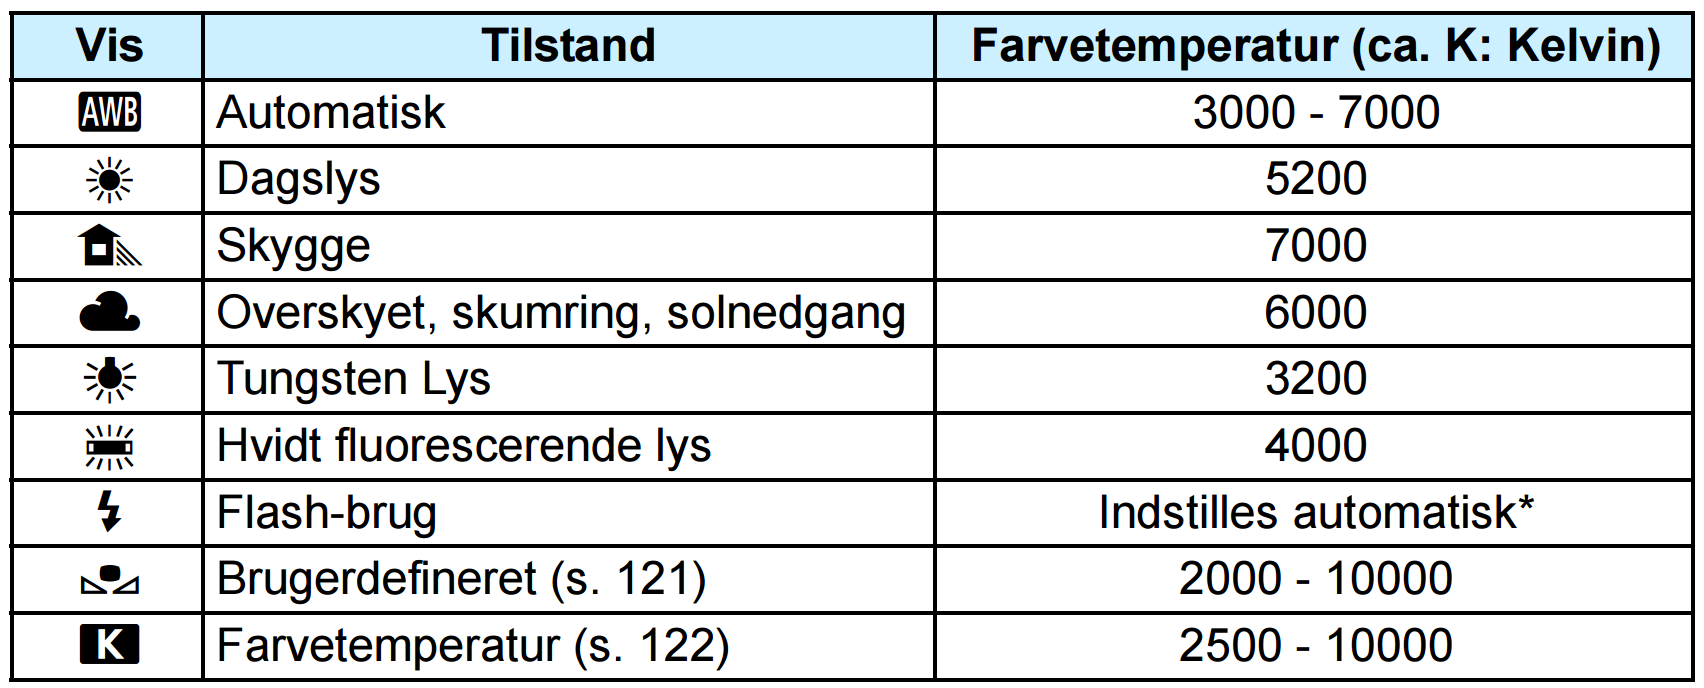 Vis Tilstand Farvetemperatur (ca. K: Kelvin)
AWB Automatisk 3000 - 7000
Dagslys 5200
Skygge 7000
Overskyet, skumring, solnedgang 6000
Tungsten Lys 3200
Hvidt fluorescerende lys 4000
Flash-brug Indstilles automatisk*
Brugerdefineret (s. 121) 2000 - 10000
K Farvetemperatur (s. 122) 2500 - 10000